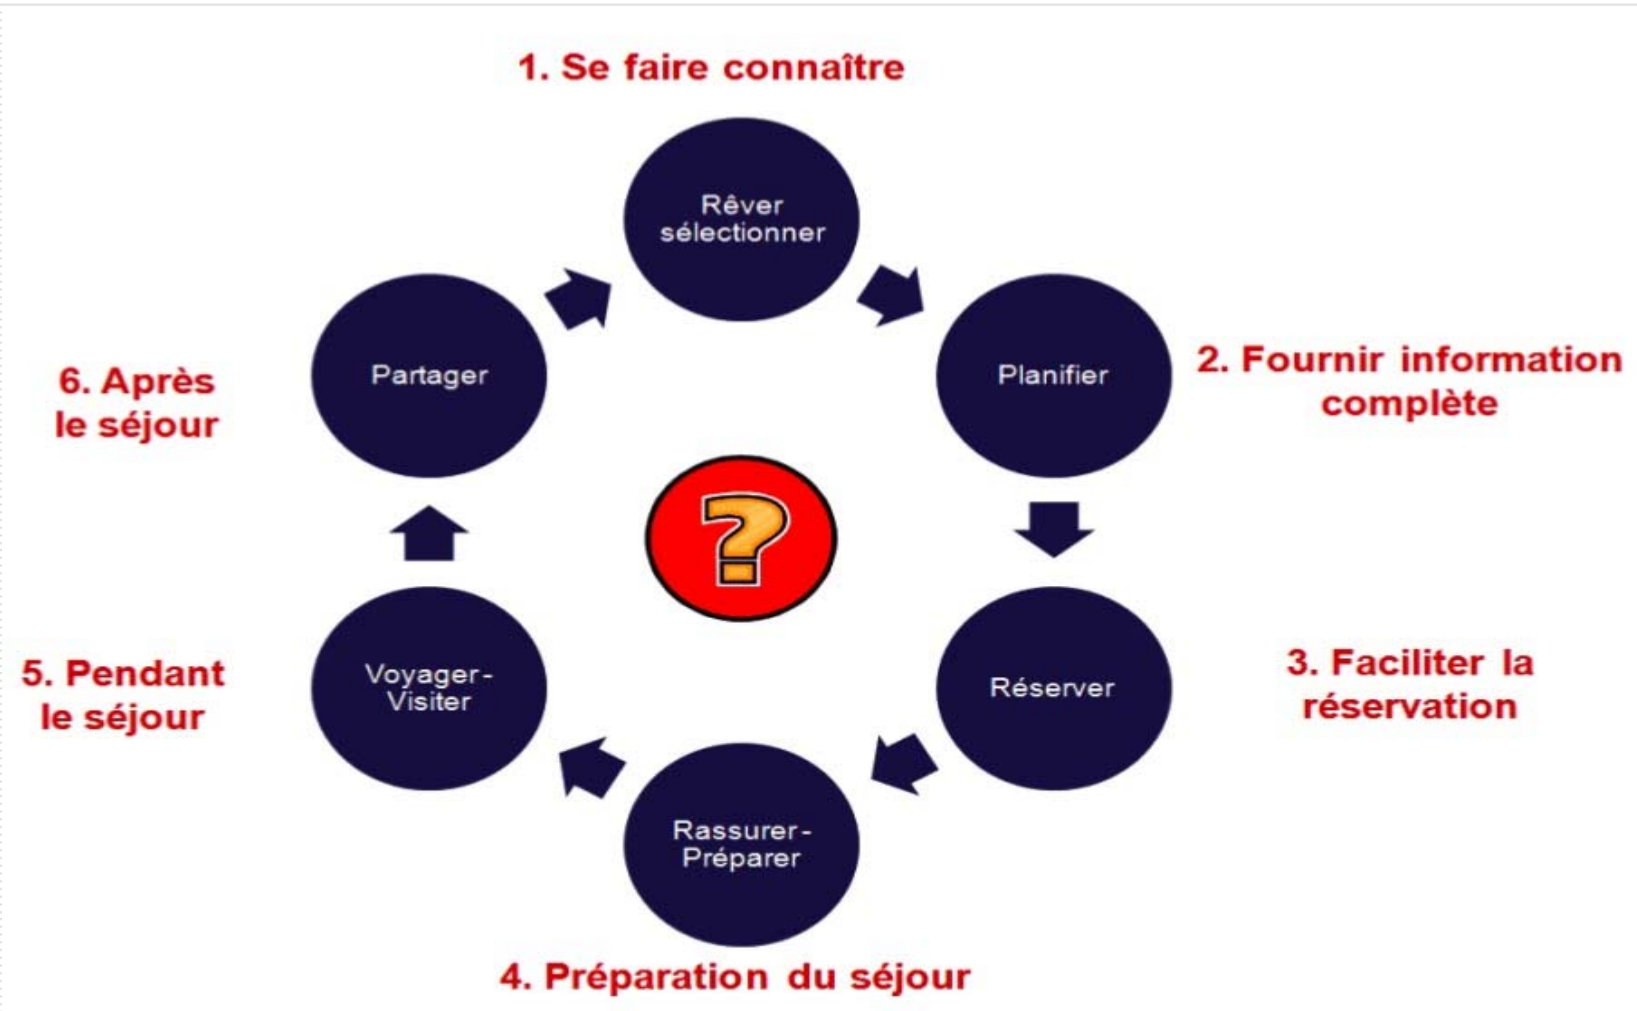 1. Se faire connaître
Rêver
sélectionner
Planifier
2. Fournir information
complète
Réserver
3. Faciliter la
réservation
Rassurer-
Préparer
4. Préparation du séjour
Voyager-
Visiter
5. Pendant
le séjour
Partager
6. Après
le séjour
?